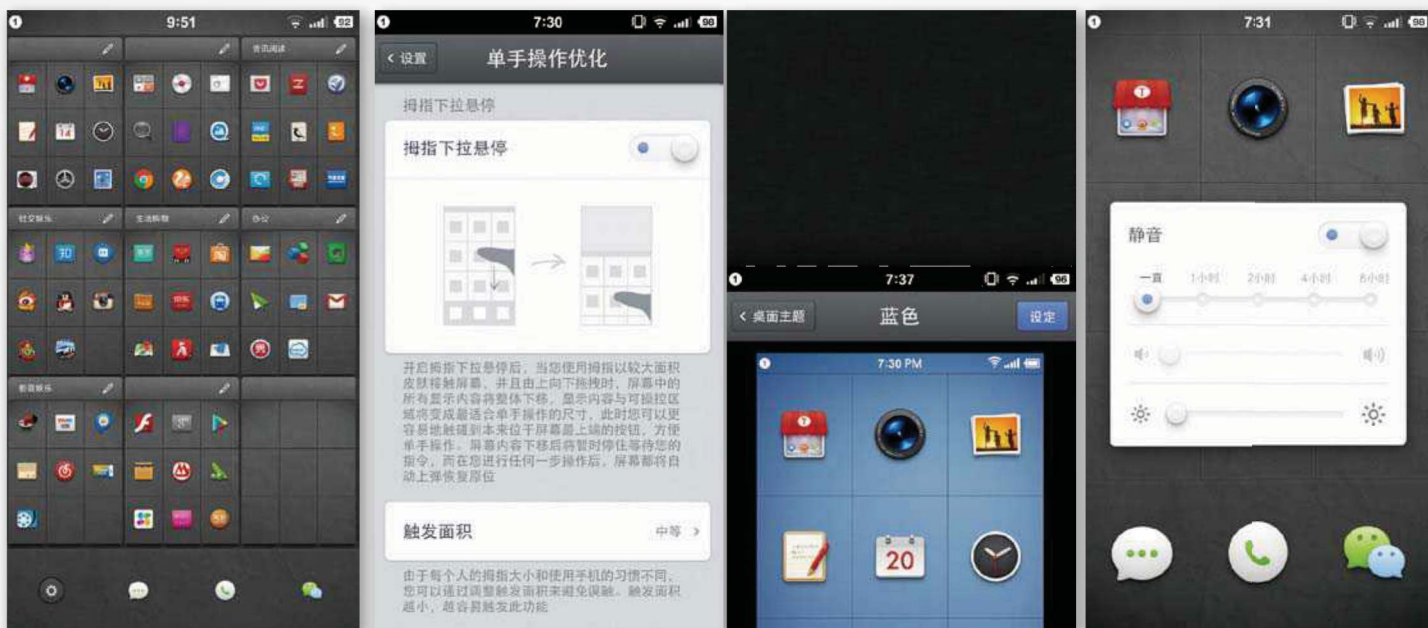 9:51
92
资讯阅读
14
社交娱乐
生活购物
办公
知
影音娱乐
7:30
98
设置
单手操作优化
拇指下拉悬停
拇指下拉悬停
开启拇指下拉悬停后，当您使用拇指以较大面积
皮肤接触屏幕，并且由上向下拖拽时，屏幕中的
所有显示内容将整体下移，显示内容与可操控区
域将变成最适合单手操作的尺寸，此时您可以更
容易地触碰到本来位于屏幕最上端的按钮，方便
单手操作。屏幕内容下移后将暂时停住等待您的
指令，而在您进行任何一步操作后，屏幕都将自
动上弹恢复原位
触发面积
中等
由于每个人的拇指大小和使用手机的习惯不同，
您可以通过调整触发面积来避免误触。触发面积
越小，越容易触发此功能
7:37
96
桌面主题
蓝色
设定
7:30 PM
T
20
7:31
98
T
静音
一直
1小时
2小时
4小时
8小时